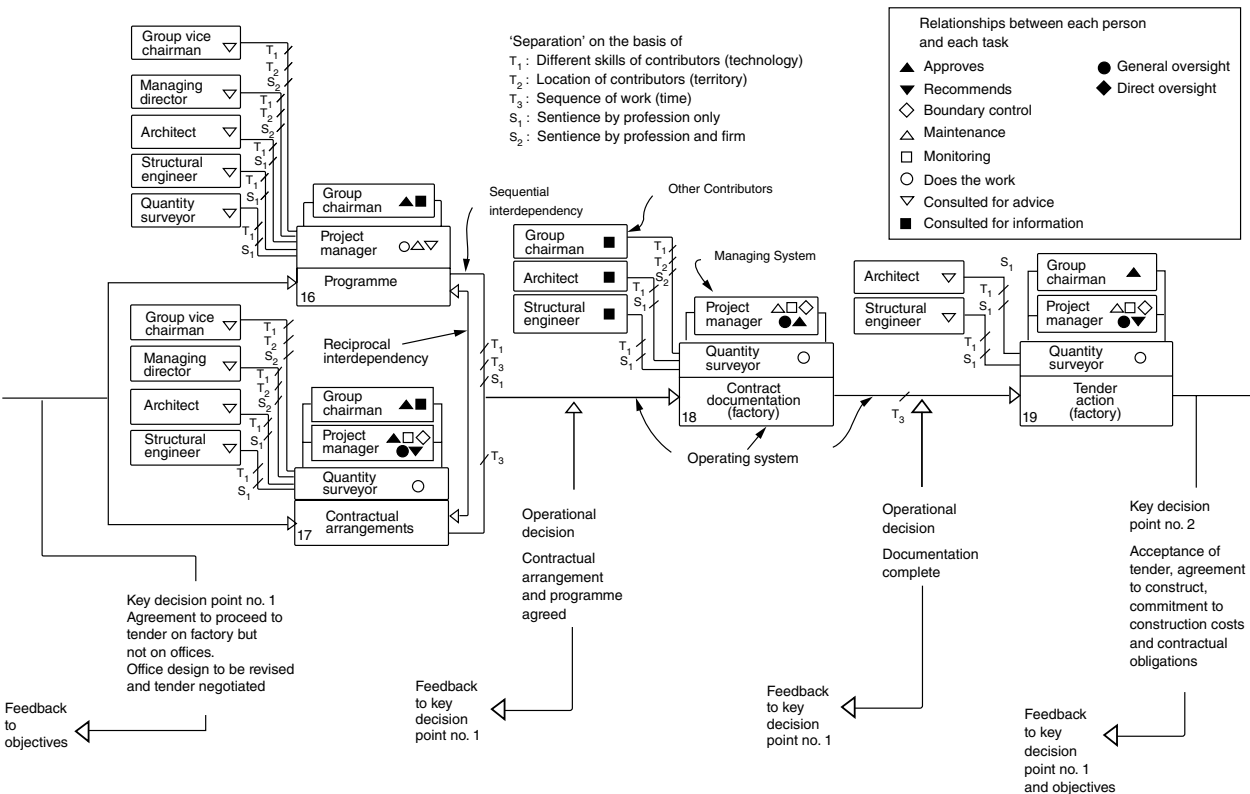 Group vice
chairman
Managing
director
Architect
Structural
engineer
Quantity
surveyor
T1
T2
S2
T1
T2
S2
T1
S1
T1
S1
T1
S1
Group
chairman
Project
manager
Programme
16
'Separation' on the basis of
T1 : Different skills of contributors (technology)
T2 : Location of contributors (territory)
T3 : Sequence of work (time)
S1 : Sentience by profession only
S2 : Sentience by profession and firm
Relationships between each person
and each task
Approves
Recommends
Boundary control
Maintenance
Monitoring
Does the work
Consulted for advice
Consulted for information
General oversight
Direct oversight
Sequential
interdependency
Other Contributors
Managing System
Reciprocal
interdependency
Group vice
chairman
Managing
director
Architect
Structural
engineer
T1
T2
S2
T1
T2
S2
T1
S1
T1
S1
Group
chairman
Project
manager
Quantity
surveyor
Contractual
arrangements
17
T1
T3
S1
T3
Group
chairman
Architect
Structural
engineer
T1
T2
S2
T1
S1
T1
S1
Project
manager
Quantity
surveyor
Contract
documentation
(factory)
18
Operating system
T3
Architect
Structural
engineer
S1
S1
T1
S1
Group
chairman
Project
manager
Quantity
surveyor
Tender
action
(factory)
19
Key decision point no. 1
Agreement to proceed to
tender on factory but
not on offices.
Office design to be revised
and tender negotiated
Feedback
to
objectives
Operational
decision
Contractual
arrangement
and programme
agreed
Feedback
to key
decision
point no. 1
Operational
decision
Documentation
complete
Feedback
to key
decision
point no. 1
Key decision
point no. 2
Acceptance of
tender, agreement
to construct,
commitment to
construction costs
and contractual
obligations
Feedback
to key
decision
point no. 1
and objectives